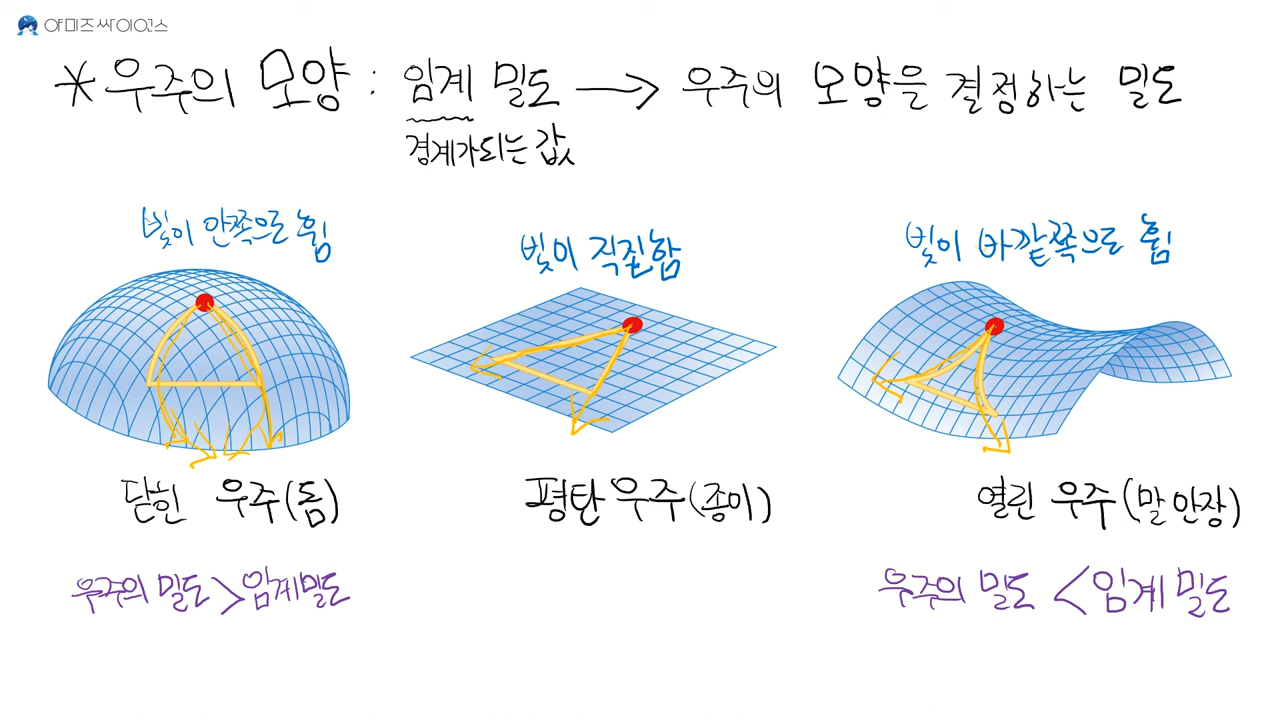 야미즈 싸이언스
* 우주의 모양 : 임계 밀도 → 우주의 모양을 결정하는 밀도
경계가되는 값
빛이 안쪽으로 휨
빛이 직진함
빛이 바깥쪽으로 휨
닫힌 우주(돔)
평탄 우주(종이)
열린 우주(말 안장)
우주의 밀도 > 임계밀도
우주의 밀도 < 임계 밀도